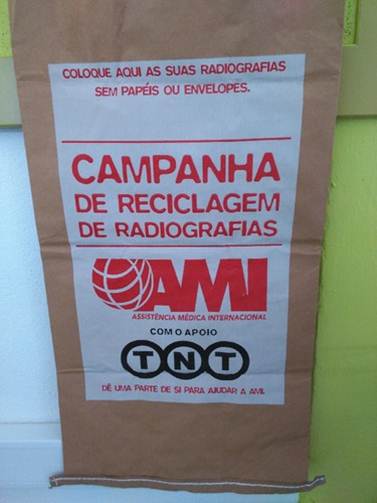 COLOQUE AQUI AS SUAS RADIOGRAFIAS
SEM PAPÉIS OU ENVELOPES.
CAMPANHA
DE RECICLAGEM
DE RADIOGRAFIAS
AMI
ASSISTÊNCIA MÉDICA INTERNACIONAL
COM O APOIO
TNT
DÊ UMA PARTE DE SI PARA AJUDAR A AMI.